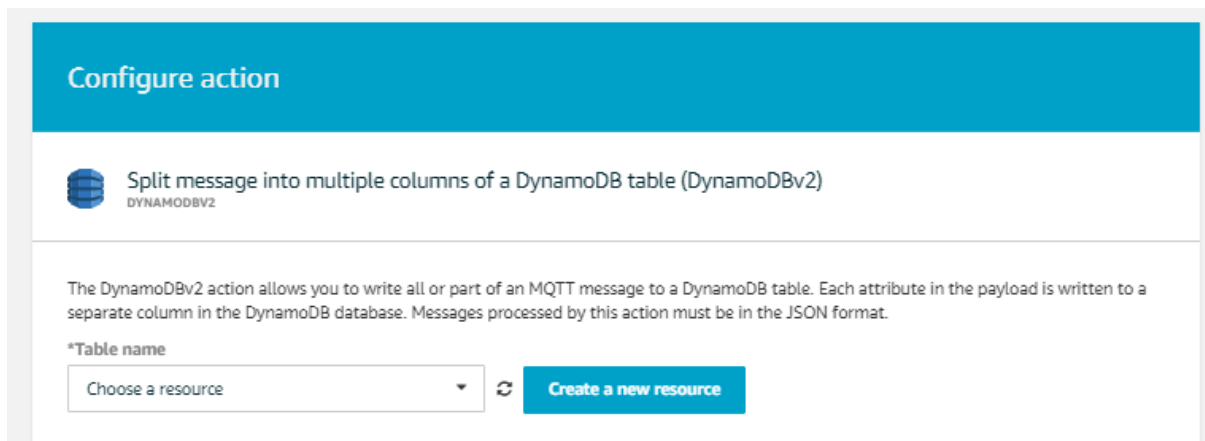 Configure action
Split message into multiple columns of a DynamoDB table (DynamoDBv2)
DYNAMODBV2
The DynamoDBv2 action allows you to write all or part of an MQTT message to a DynamoDB table. Each attribute in the payload is written to a
separate column in the DynamoDB database. Messages processed by this action must be in the JSON format.
*Table name
Choose a resource
Create a new resource